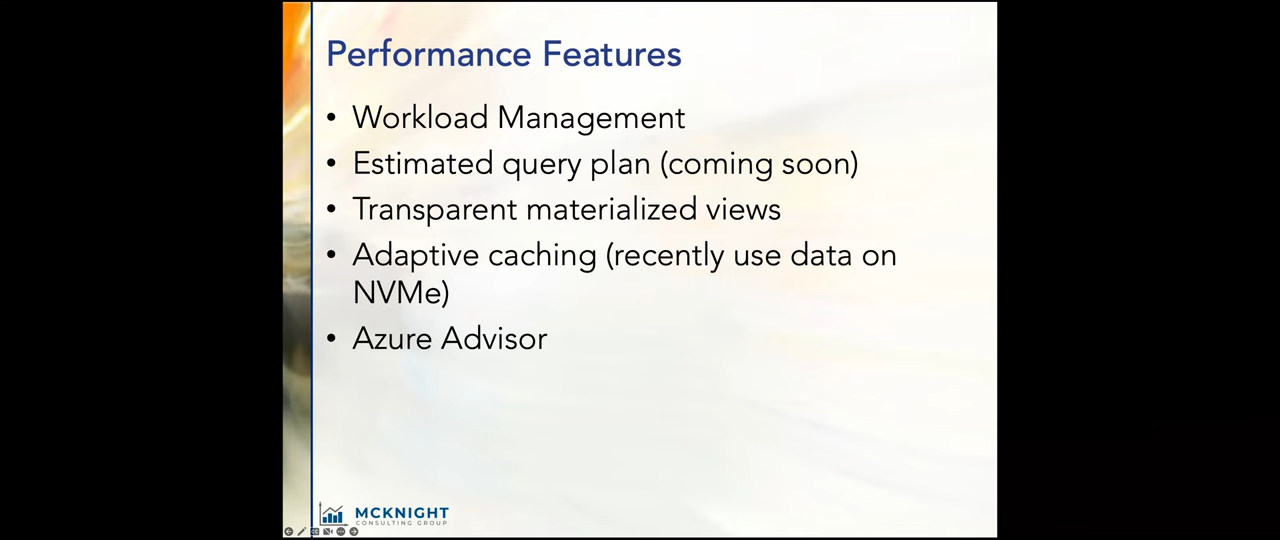 Performance Features
• Workload Management
• Estimated query plan (coming soon)
• Transparent materialized views
• Adaptive caching (recently use data on
NVMe)
• Azure Advisor
MCKNIGHT
CONSULTING GROUP